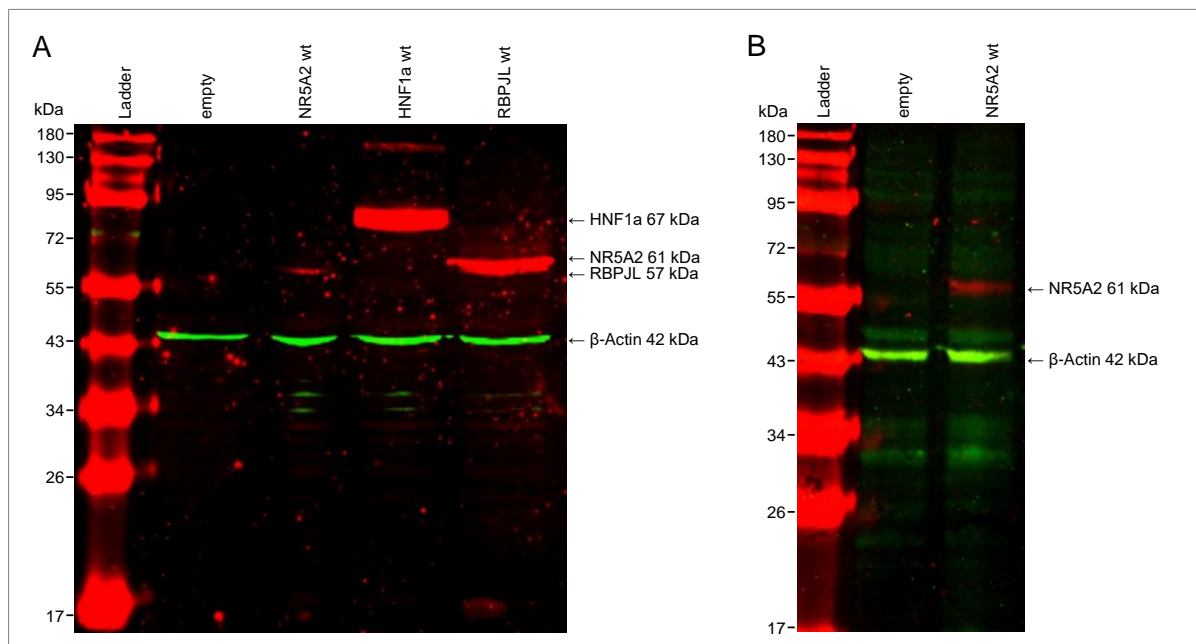 A
B
Ladder
empty
NR5A2 wt
HNF1a wt
RBPJL wt
kDa
180
130
95
72
55
43
34
26
17
← HNF1a 67 kDa
← NR5A2 61 kDa
← RBPJL 57 kDa
← β-Actin 42 kDa
Ladder
empty
NR5A2 wt
kDa
180
130
95
72
55
43
34
26
17
← NR5A2 61 kDa
← β-Actin 42 kDa